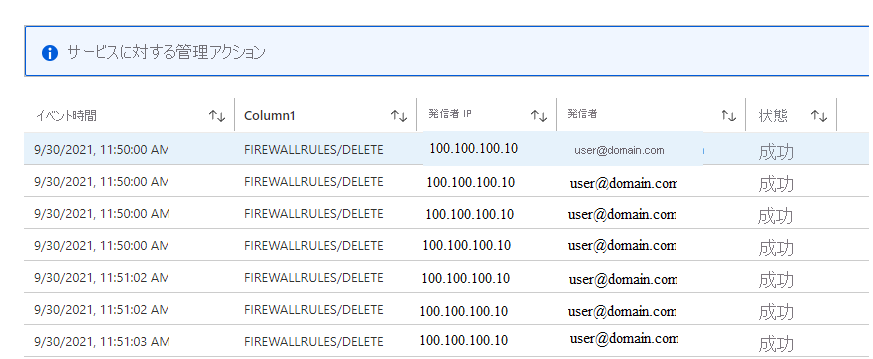 サービスに対する管理アクション
イベント時間 Column1 発信者 IP 発信者 状態
9/30/2021, 11:50:00 AM FIREWALLRULES/DELETE 100.100.100.10 user@domain.com 成功
9/30/2021, 11:50:00 AM FIREWALLRULES/DELETE 100.100.100.10 user@domain.com 成功
9/30/2021, 11:50:00 AM FIREWALLRULES/DELETE 100.100.100.10 user@domain.com 成功
9/30/2021, 11:50:00 AM FIREWALLRULES/DELETE 100.100.100.10 user@domain.com 成功
9/30/2021, 11:51:02 AM FIREWALLRULES/DELETE 100.100.100.10 user@domain.com 成功
9/30/2021, 11:51:02 AM FIREWALLRULES/DELETE 100.100.100.10 user@domain.com 成功
9/30/2021, 11:51:03 AM FIREWALLRULES/DELETE 100.100.100.10 user@domain.com 成功